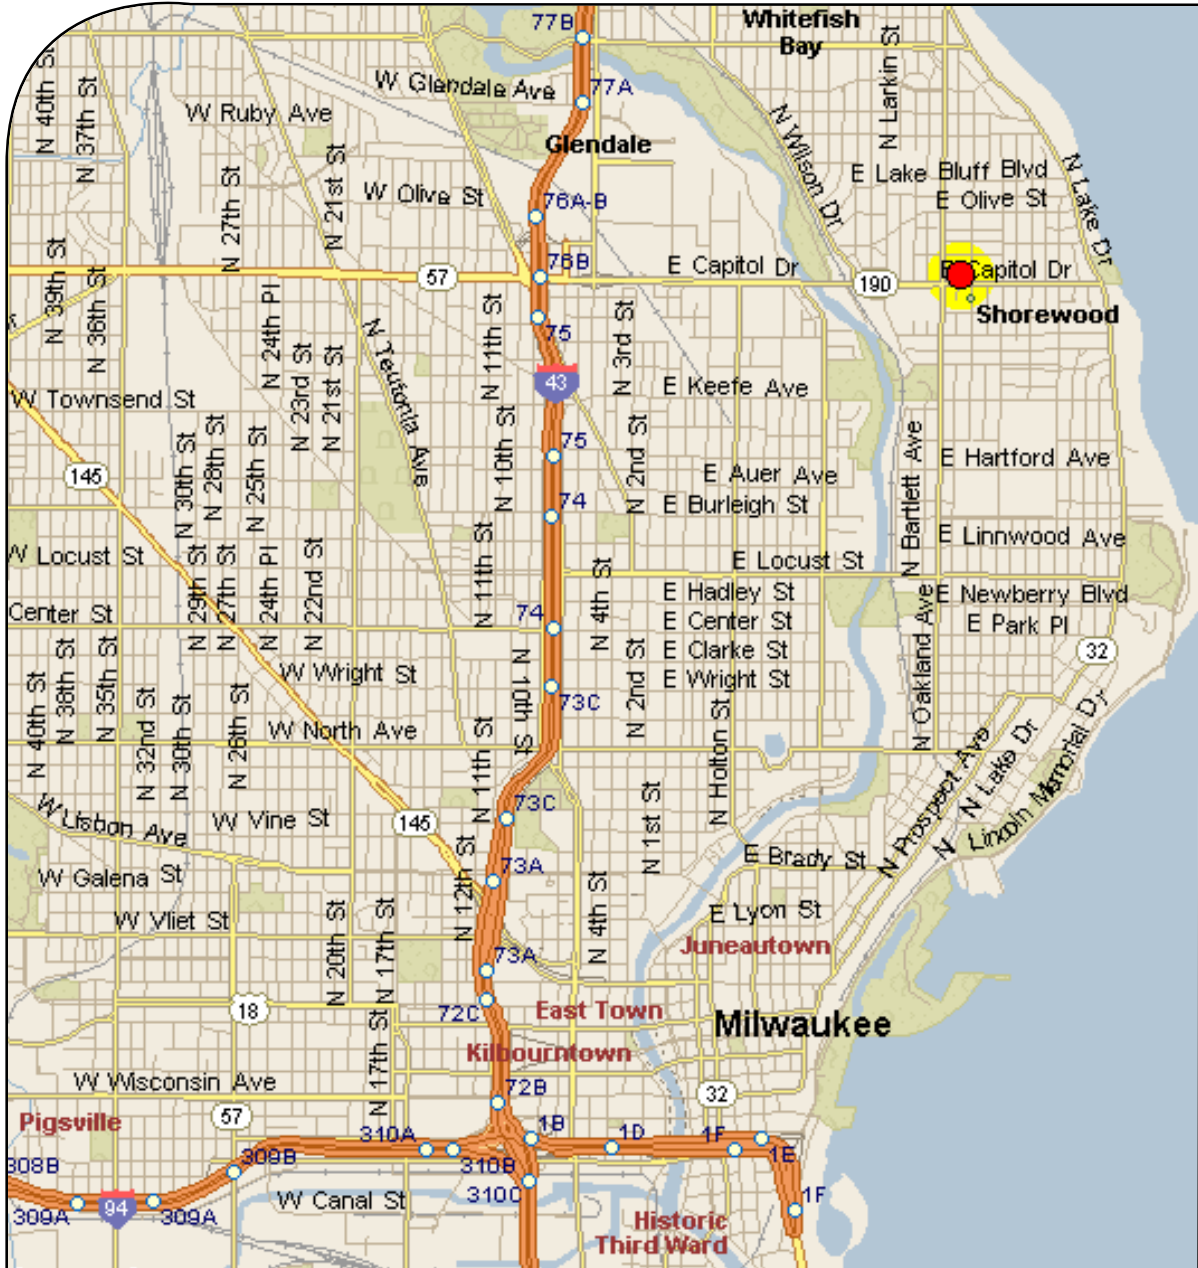 77B
Whitefish
Bay
N 40th St
N 37th St
W Glendale Ave
77A
N Larkin St
W Ruby Ave
N Wilson Dr
Glendale
N 21st St
N 27th St
W Olive St
E Lake Bluff Blvd
E Olive St
N Lake Dr
76A-B
N 39th St
N 36th St
57
76B
E Capitol Dr
190
E Capitol Dr
Shorewood
N 24th Pl
N 11th St
75
N 3rd St
N Teutonia Ave
N 23rd St
N 21st St
43
E Keefe Ave
W Townsend St
N 30th St
N 28th St
N 25th St
N 10th St
75
N 2nd St
E Auer Ave
E Hartford Ave
145
74
E Burleigh St
N Bartlett Ave
E Linnwood Ave
W Locust St
N 29th St
N 27th St
N 24th Pl
N 22nd St
N 11th St
N 4th St
E Locust St
E Hadley St
E Newberry Blvd
Center St
74
E Center St
E Park Pl
E Clarke St
32
N 40th St
N 38th St
N 35th St
N 32nd St
N 30th St
N 26th St
W Wright St
N 10th St
N 2nd St
E Wright St
N Oakland Ave
73C
W North Ave
N 11th St
N Holton St
N Prospect Ave
N Lake Dr
Lincoln Memorial Dr
W Lisbon Ave
W Vine St
145
73C
N 1st St
E Brady St
W Galena St
N 12th St
73A
N 4th St
W Vliet St
N 20th St
N 17th St
E Lyon St
Juneautown
73A
18
72C
East Town
Milwaukee
N 17th St
Kilbourntown
W Wisconsin Ave
72B
32
Pigsville
57
310A
1B
1D
1F
1E
308B
309B
310B
310C
W Canal St
1F
309A
94
309A
Historic
Third Ward